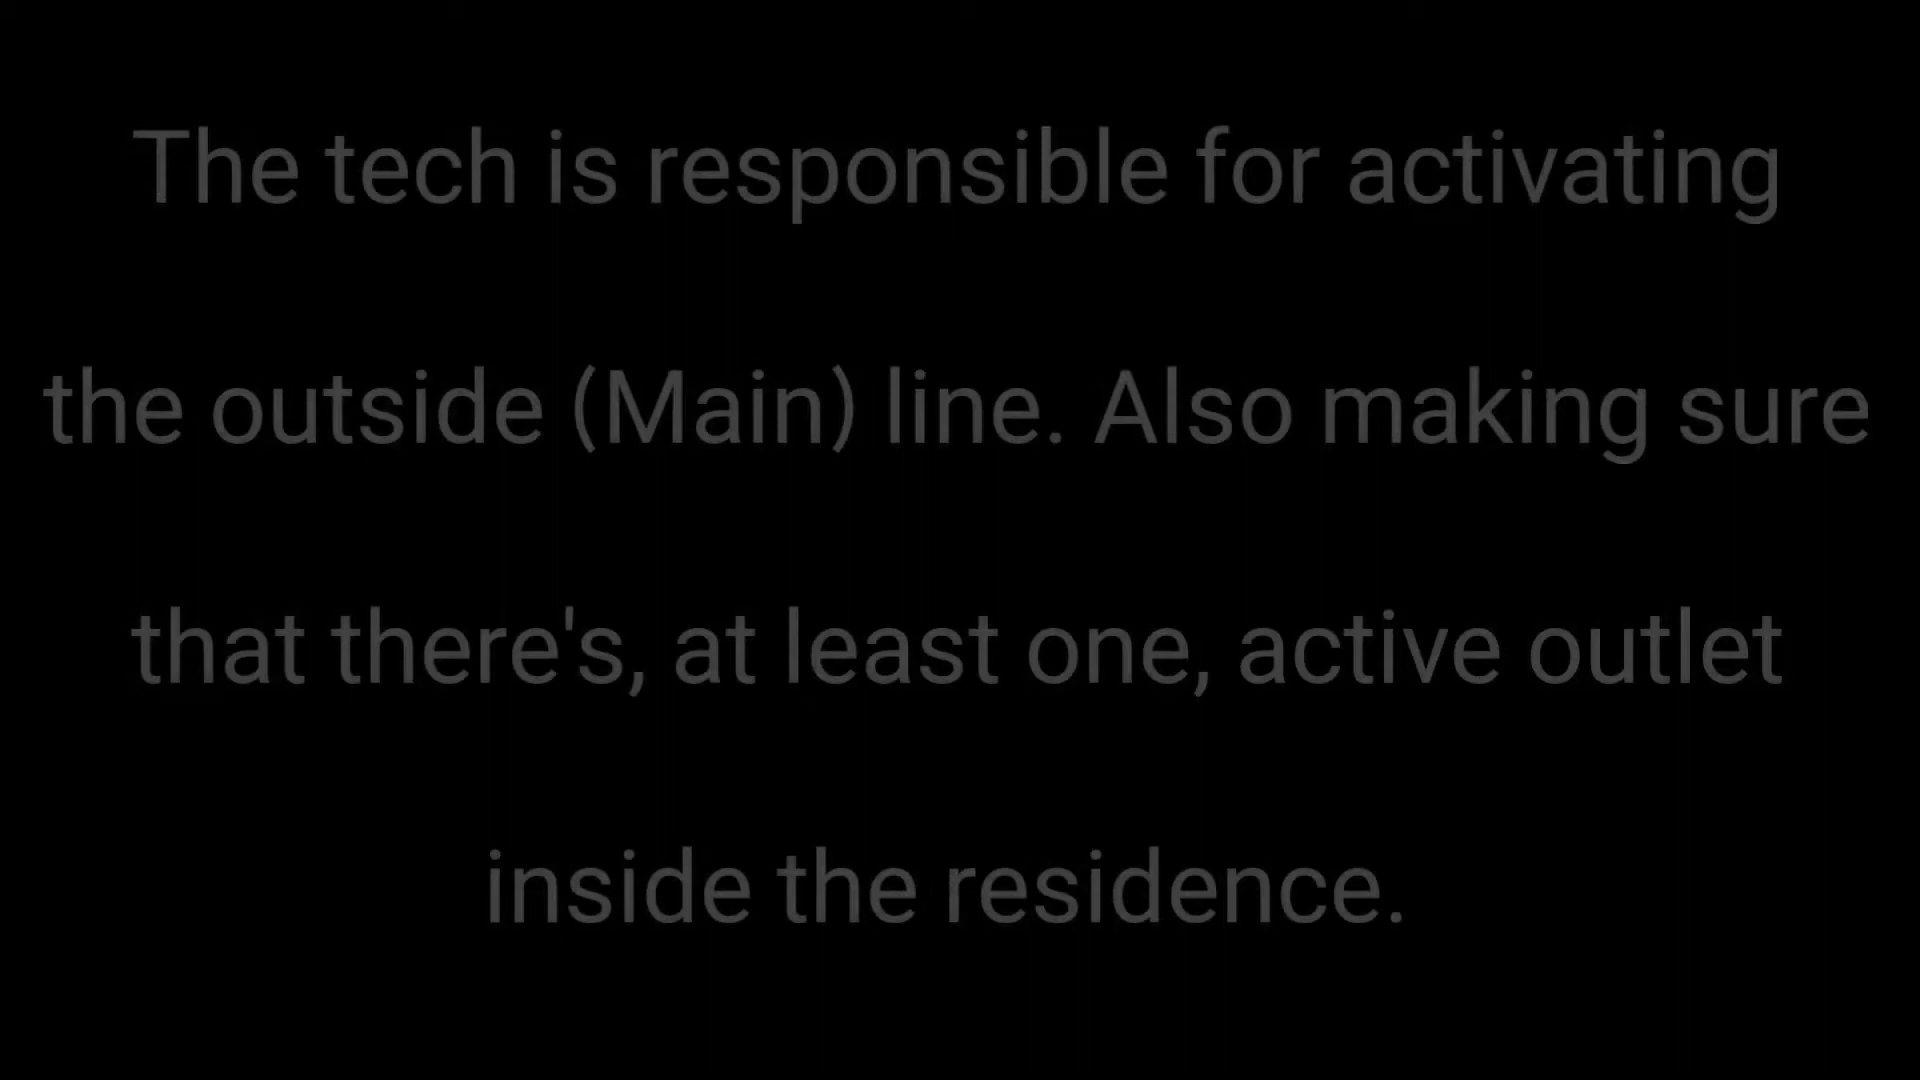 The tech is responsible for activating
the outside (Main) line. Also making sure
that there's, at least one, active outlet
inside the residence.